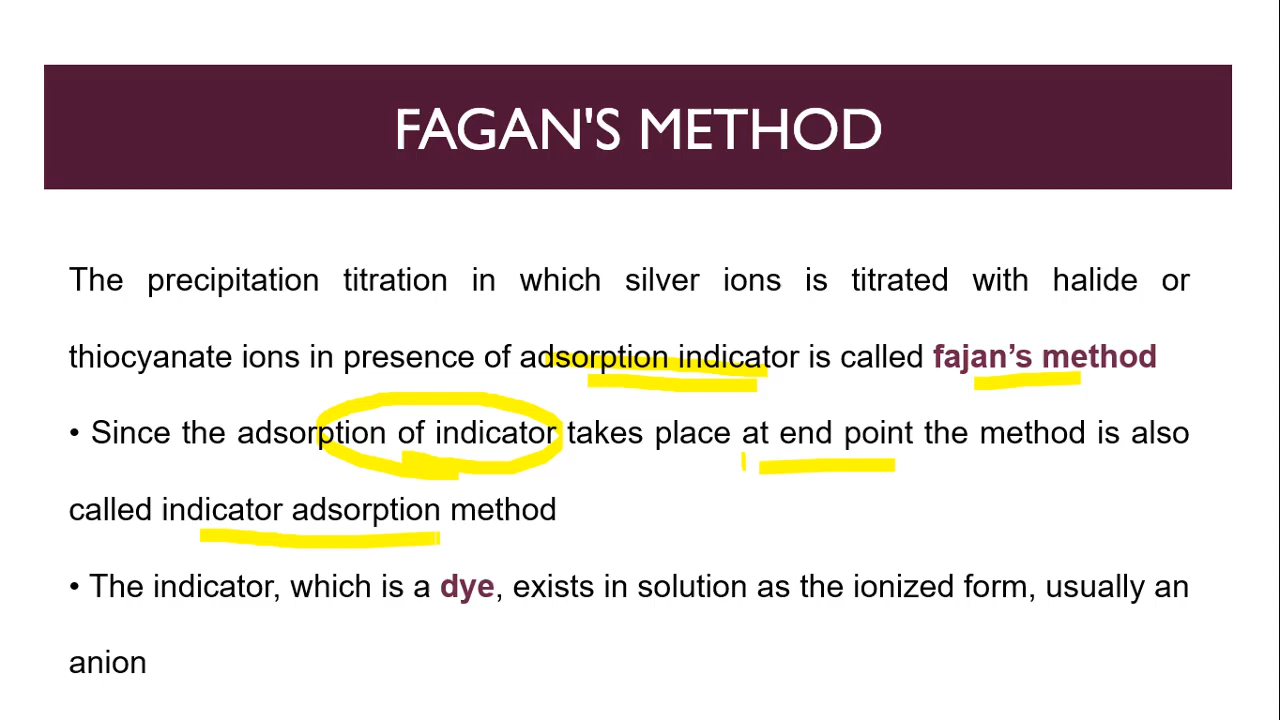 FAGAN'S METHOD
The precipitation titration in which silver ions is titrated with halide or
thiocyanate ions in presence of adsorption indicator is called fajan’s method
• Since the adsorption of indicator takes place at end point the method is also
called indicator adsorption method
• The indicator, which is a dye, exists in solution as the ionized form, usually an
anion